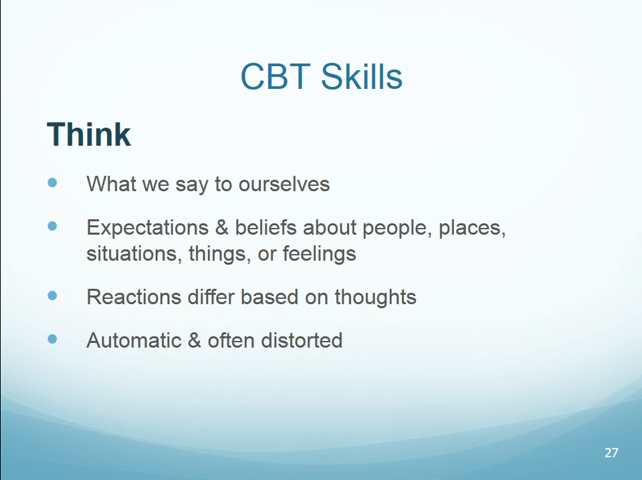 CBT Skills
Think
What we say to ourselves
Expectations & beliefs about people, places,
situations, things, or feelings
Reactions differ based on thoughts
Automatic & often distorted
27